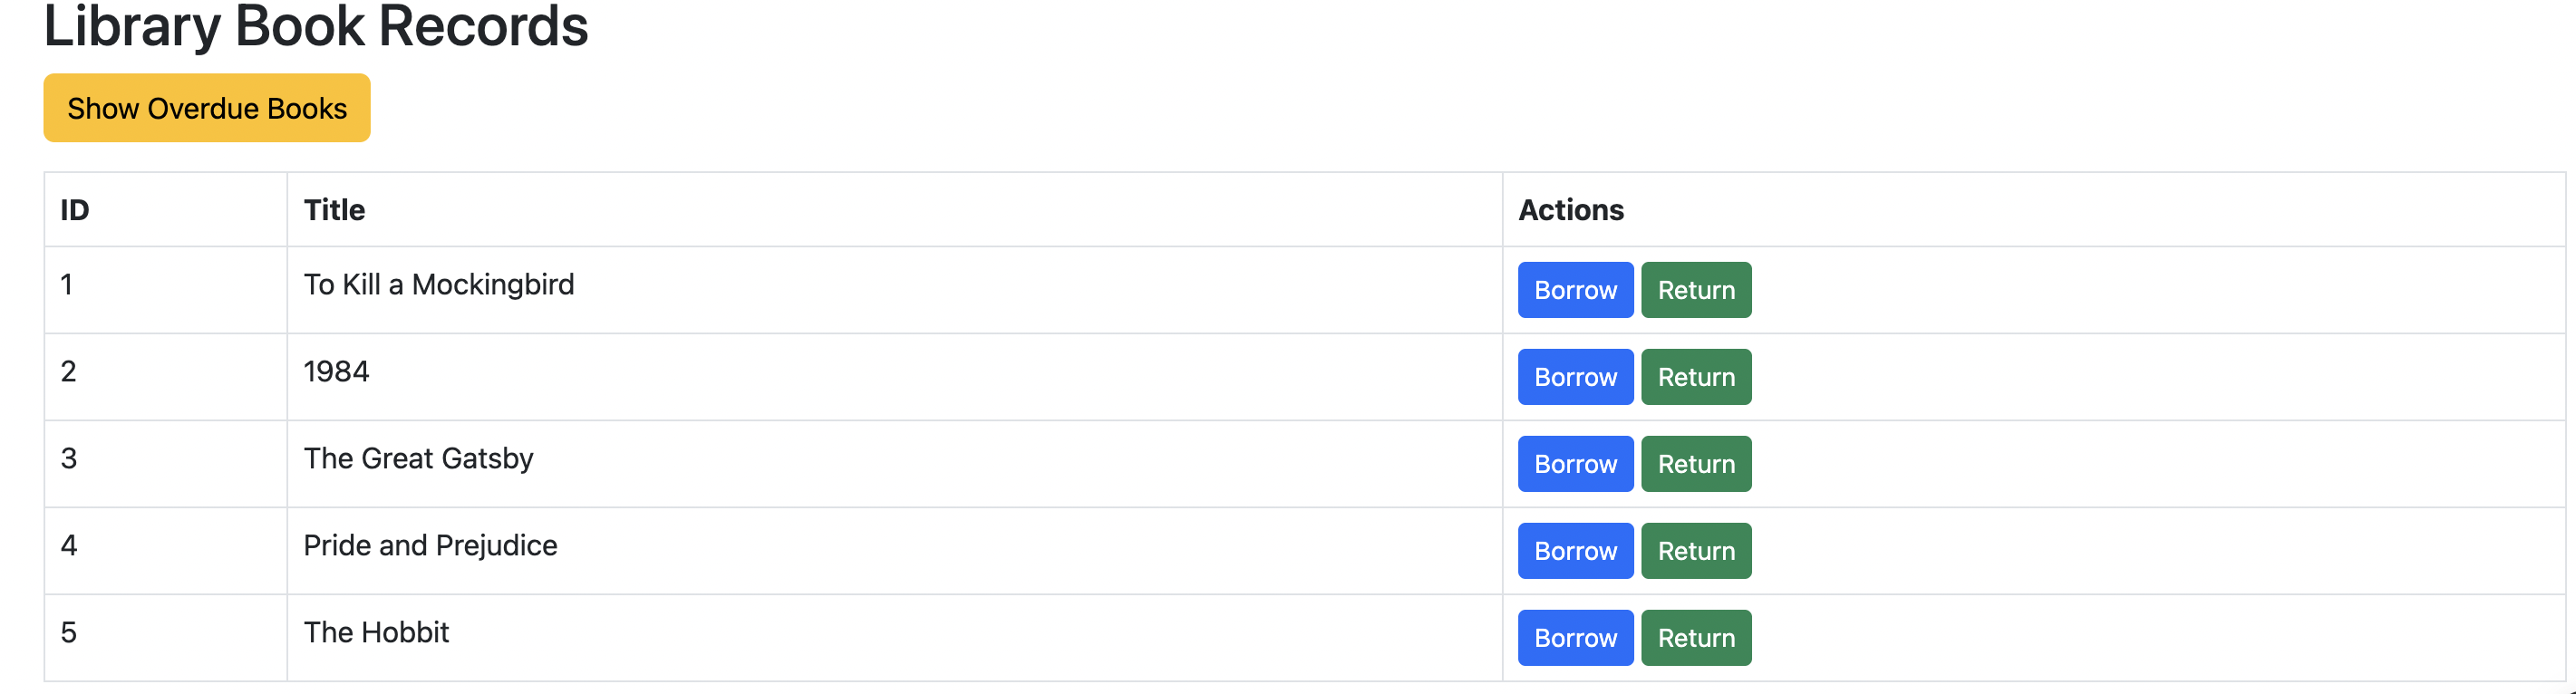 Library Book Records
Show Overdue Books
ID Title Actions
1 To Kill a Mockingbird Borrow Return
2 1984 Borrow Return
3 The Great Gatsby Borrow Return
4 Pride and Prejudice Borrow Return
5 The Hobbit Borrow Return